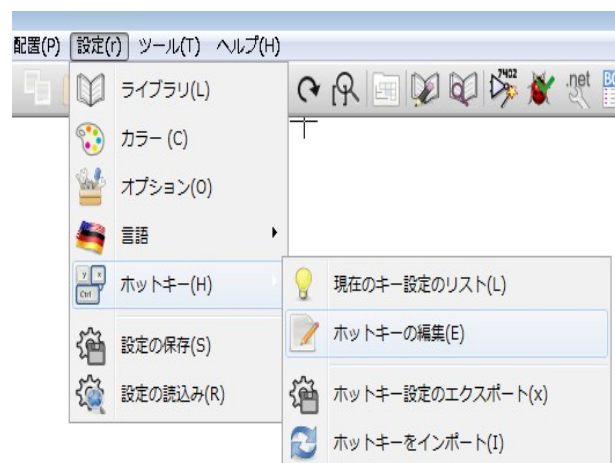 配置(P) 設定(r) ツール(T) ヘルプ(H)
7402
.net
ライブラリ(L)
カラー (C)
オプション(O)
言語
ホットキー(H)
設定の保存(S)
設定の読込み(R)
現在のキー設定のリスト(L)
ホットキーの編集(E)
ホットキー設定のエクスポート(x)
ホットキーをインポート(I)
y x
Ctrl